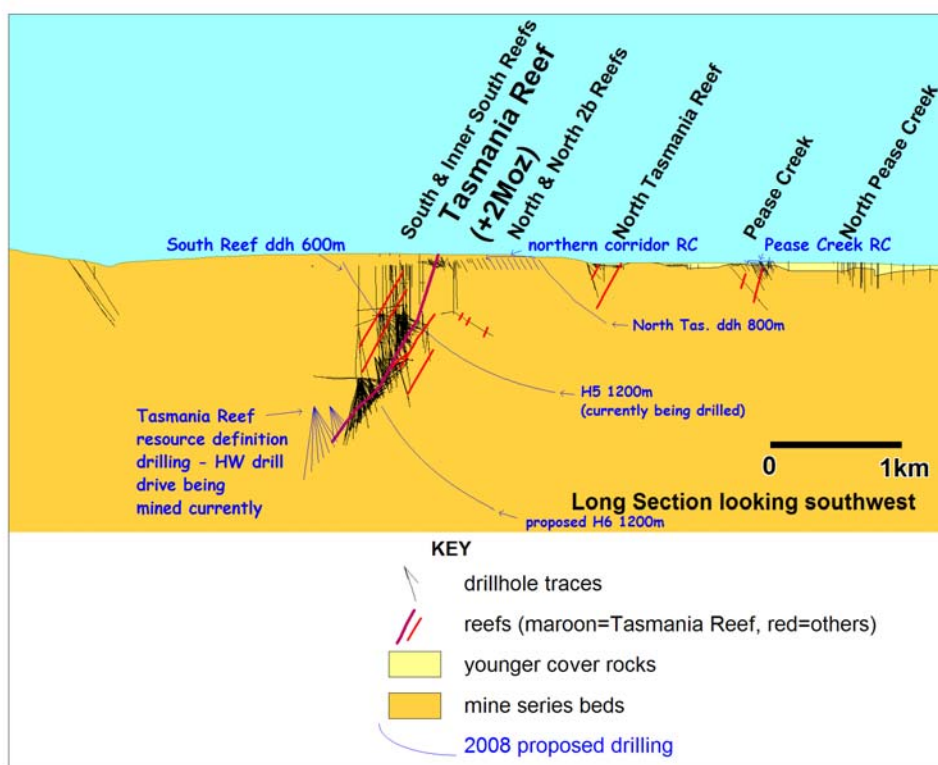 South & Inner South Reefs
Tasmania Reef
(+2Moz)
North & North 2b Reefs
North Tasmania Reef
Pease Creek
North Pease Creek
South Reef ddh 600m
northern corridor RC
Pease Creek RC
North Tas. ddh 800m
H5 1200m
(currently being drilled)
Tasmania Reef
resource definition
drilling - HW drill
drive being
mined currently
proposed H6 1200m
0 1km
Long Section looking southwest
KEY
drillhole traces
reefs (maroon=Tasmania Reef, red=others)
younger cover rocks
mine series beds
2008 proposed drilling